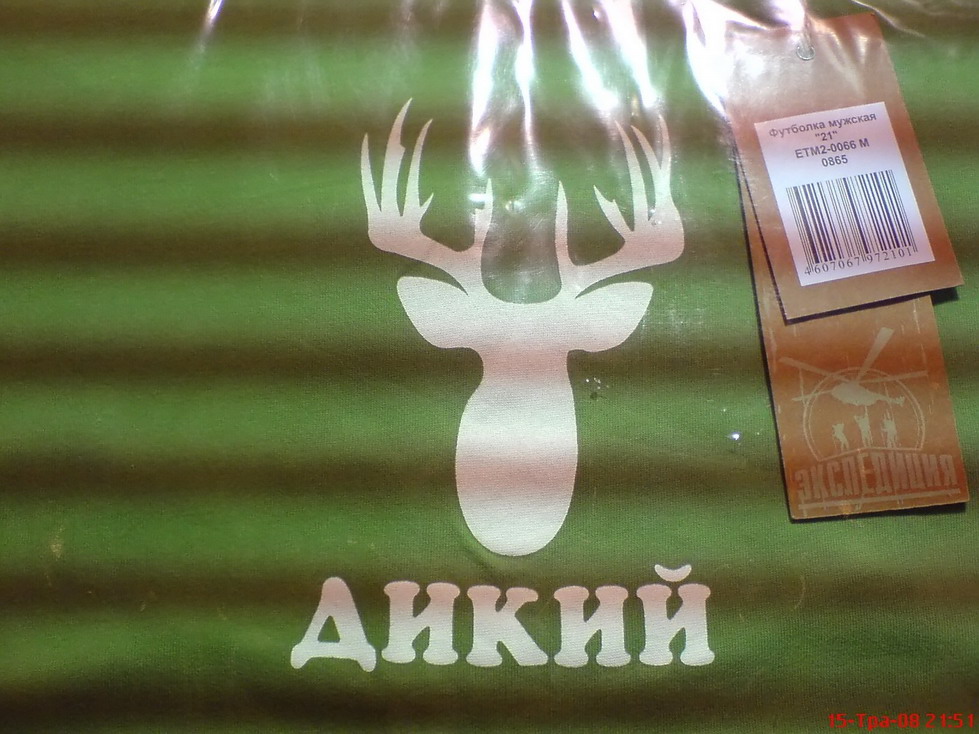 Футболка мужская
"21"
ETM2-0066 M
0865
4607067972101
ЭКСПЕДИЦИЯ
ДИКИЙ
15-Тра-08 21:51